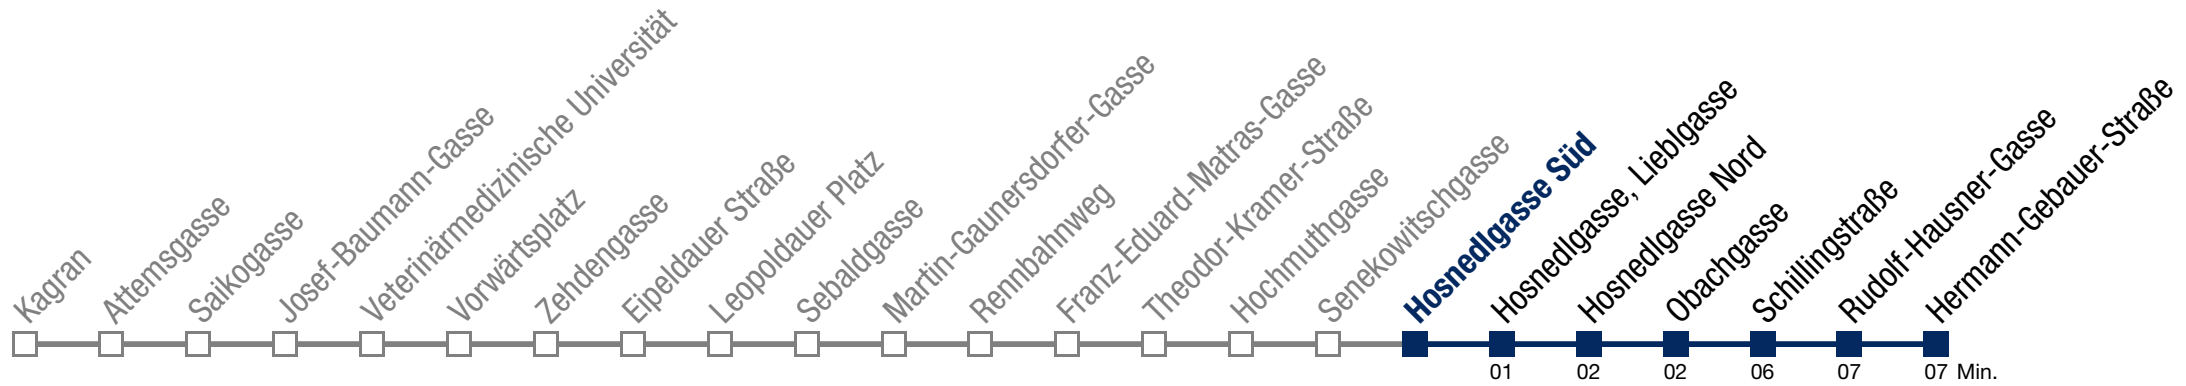 Kagran
Attemsgasse
Saikogasse
Josef-Baumann-Gasse
Veterinärmedizinische Universität
Vorwärtsplatz
Zehdengasse
Eipeldauer Straße
Leopoldauer Platz
Sebaldgasse
Martin-Gaunersdorfer-Gasse
Rennbahnweg
Franz-Eduard-Matras-Gasse
Theodor-Kramer-Straße
Hochmuthgasse
Senekowitschgasse
Hosnedlgasse Süd
Hosnedlgasse, Lieblgasse
Hosnedlgasse Nord
Obachgasse
Schillingstraße
Rudolf-Hausner-Gasse
Hermann-Gebauer-Straße
01 02 02 06 07 07 Min.